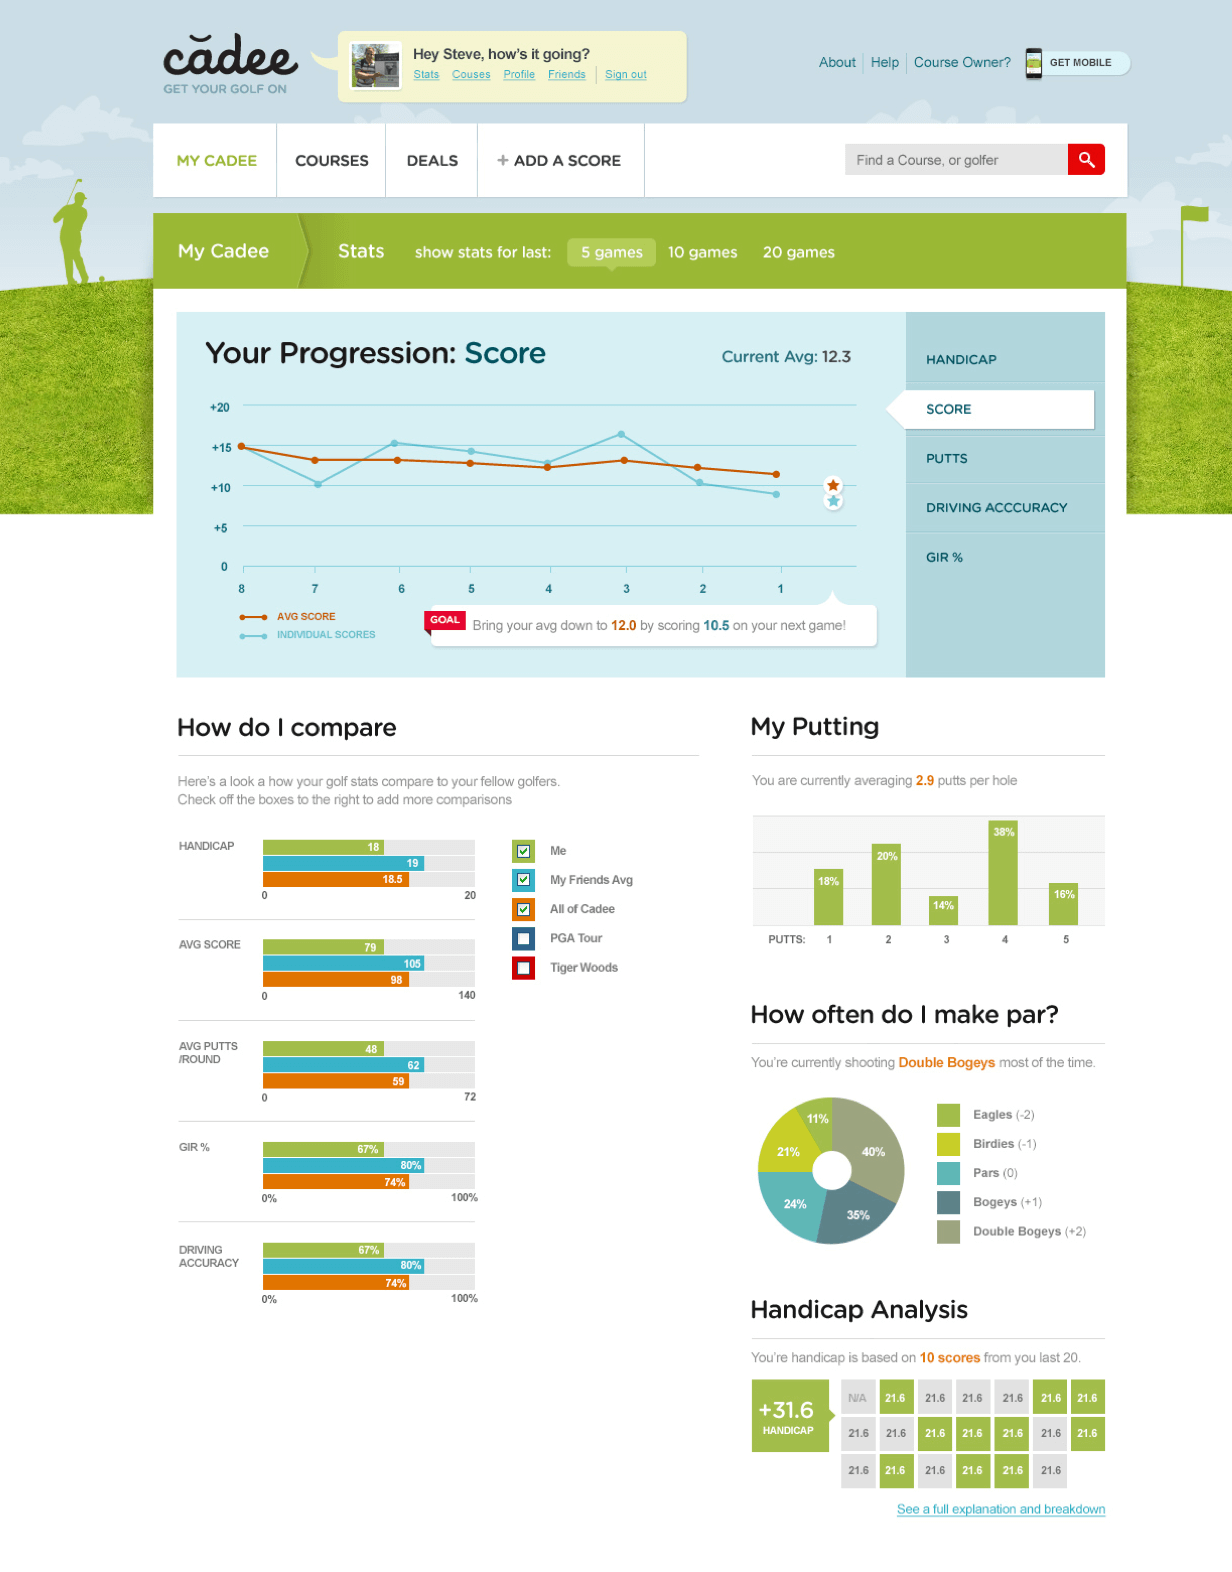 cădee
GET YOUR GOLF ON
Hey Steve, how's it going?
Stats Couses Profile Friends Sign out
About Help Course Owner? GET MOBILE
MY CADEE COURSES DEALS + ADD A SCORE
Find a Course, or golfer
My Cadee Stats show stats for last: 5 games 10 games 20 games
Your Progression: Score
Current Avg: 12.3
HANDICAP
SCORE
PUTTS
DRIVING ACCCURACY
GIR %
+20
+15
+10
+5
0
8 7 6 5 4 3 2 1
AVG SCORE
INDIVIDUAL SCORES
GOAL Bring your avg down to 12.0 by scoring 10.5 on your next game!
How do I compare
Here's a look a how your golf stats compare to your fellow golfers.
Check off the boxes to the right to add more comparisons
HANDICAP
18
19
18.5
0 20
AVG SCORE
79
105
98
0 140
AVG PUTTS
/ROUND
48
62
59
0 72
GIR %
67%
80%
74%
0% 100%
DRIVING
ACCURACY
67%
80%
74%
0% 100%
Me
My Friends Avg
All of Cadee
PGA Tour
Tiger Woods
My Putting
You are currently averaging 2.9 putts per hole
18% 20% 14% 38% 16%
PUTTS: 1 2 3 4 5
How often do I make par?
You're currently shooting Double Bogeys most of the time.
11%
21%
40%
24%
35%
Eagles (-2)
Birdies (-1)
Pars (0)
Bogeys (+1)
Double Bogeys (+2)
Handicap Analysis
You're handicap is based on 10 scores from you last 20.
+31.6
HANDICAP
N/A 21.6 21.6 21.6 21.6 21.6 21.6
21.6 21.6 21.6 21.6 21.6 21.6 21.6
21.6 21.6 21.6 21.6 21.6 21.6
See a full explanation and breakdown